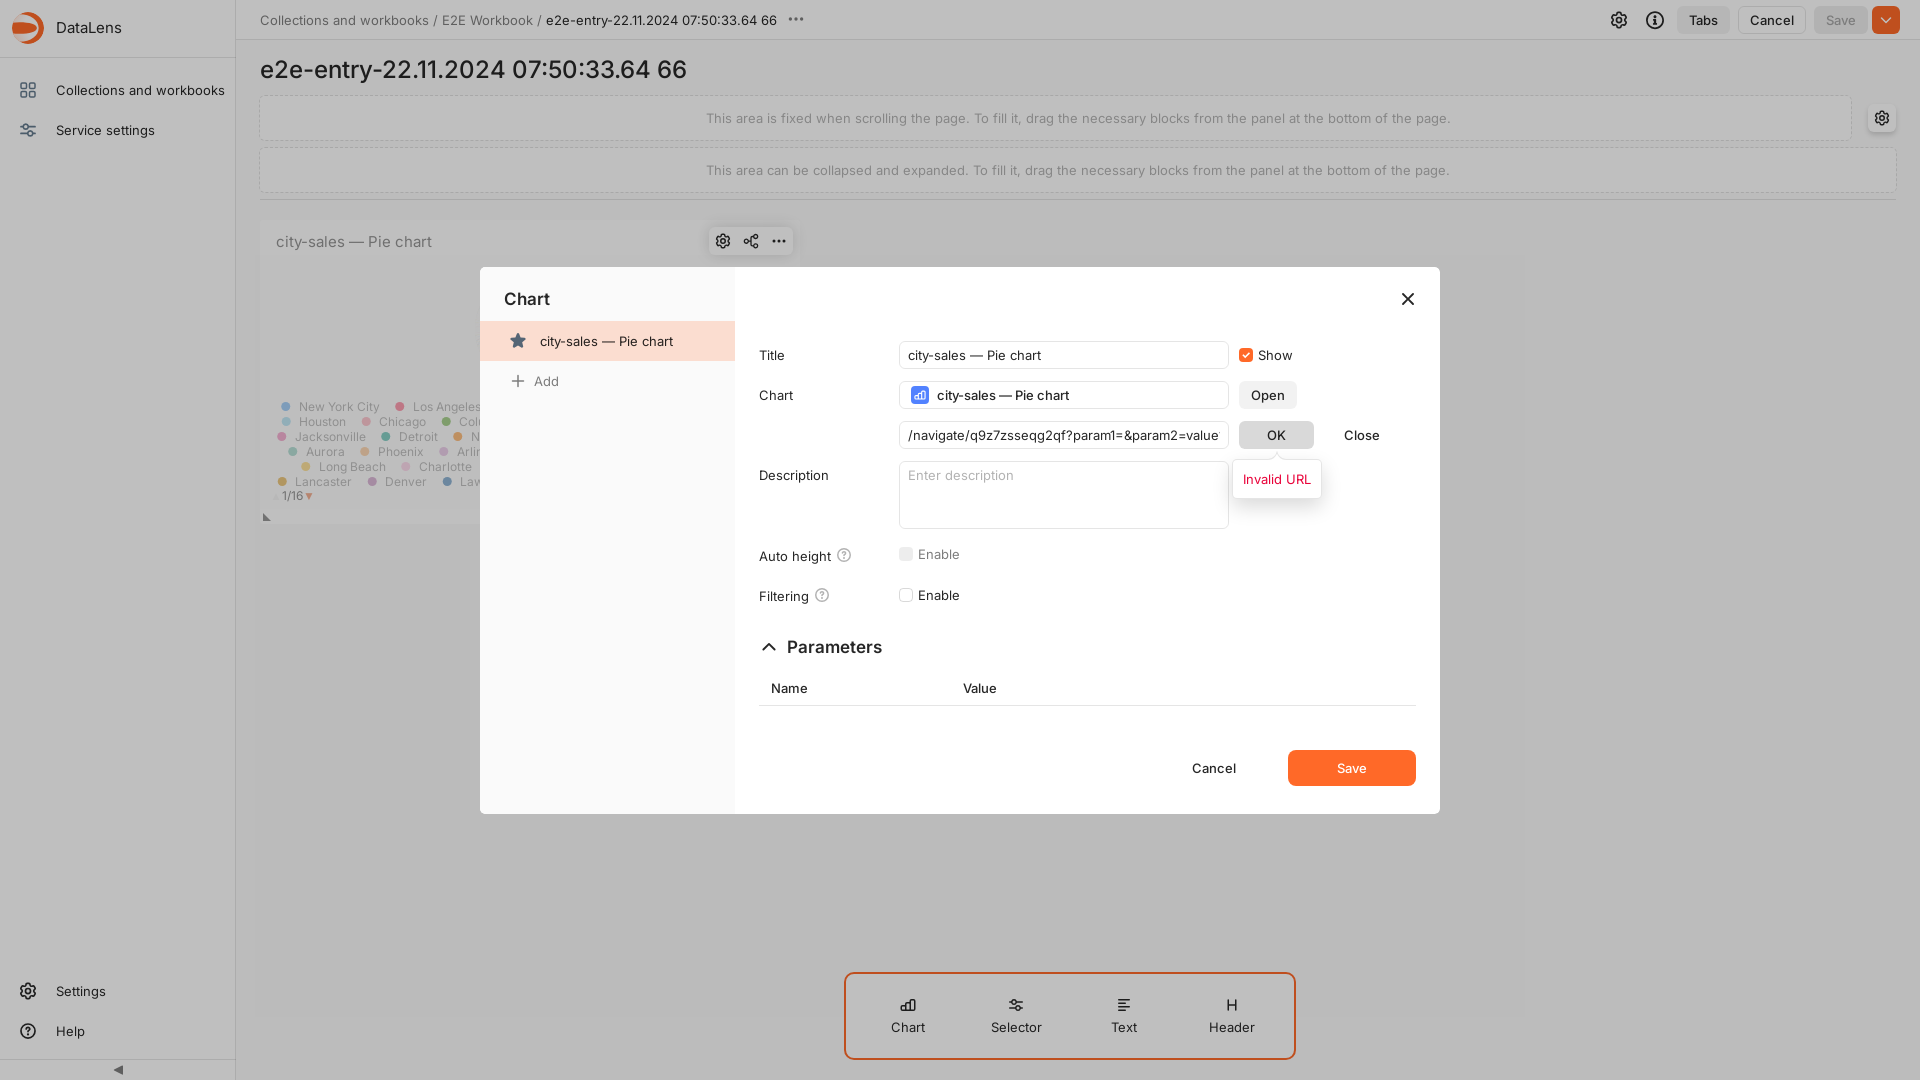 DataLens
Collections and workbooks / E2E Workbook / e2e-entry-22.11.2024 07:50:33.64 66
Tabs
Cancel
Save
Collections and workbooks
Service settings
e2e-entry-22.11.2024 07:50:33.64 66
This area is fixed when scrolling the page. To fill it, drag the necessary blocks from the panel at the bottom of the page.
This area can be collapsed and expanded. To fill it, drag the necessary blocks from the panel at the bottom of the page.
city-sales — Pie chart
New York City Los Angeles
Houston Chicago
Jacksonville Detroit
Aurora Phoenix
Long Beach Charlotte
Lancaster Denver
1/16
Chart
city-sales — Pie chart
Add
Title
city-sales — Pie chart
Show
Chart
city-sales — Pie chart
Open
/navigate/q9z7zsseqg2qf?param1=&param2=value
OK
Close
Invalid URL
Description
Enter description
Auto height
Enable
Filtering
Enable
Parameters
Name Value
Cancel
Save
Settings
Help
Chart
Selector
Text
H
Header